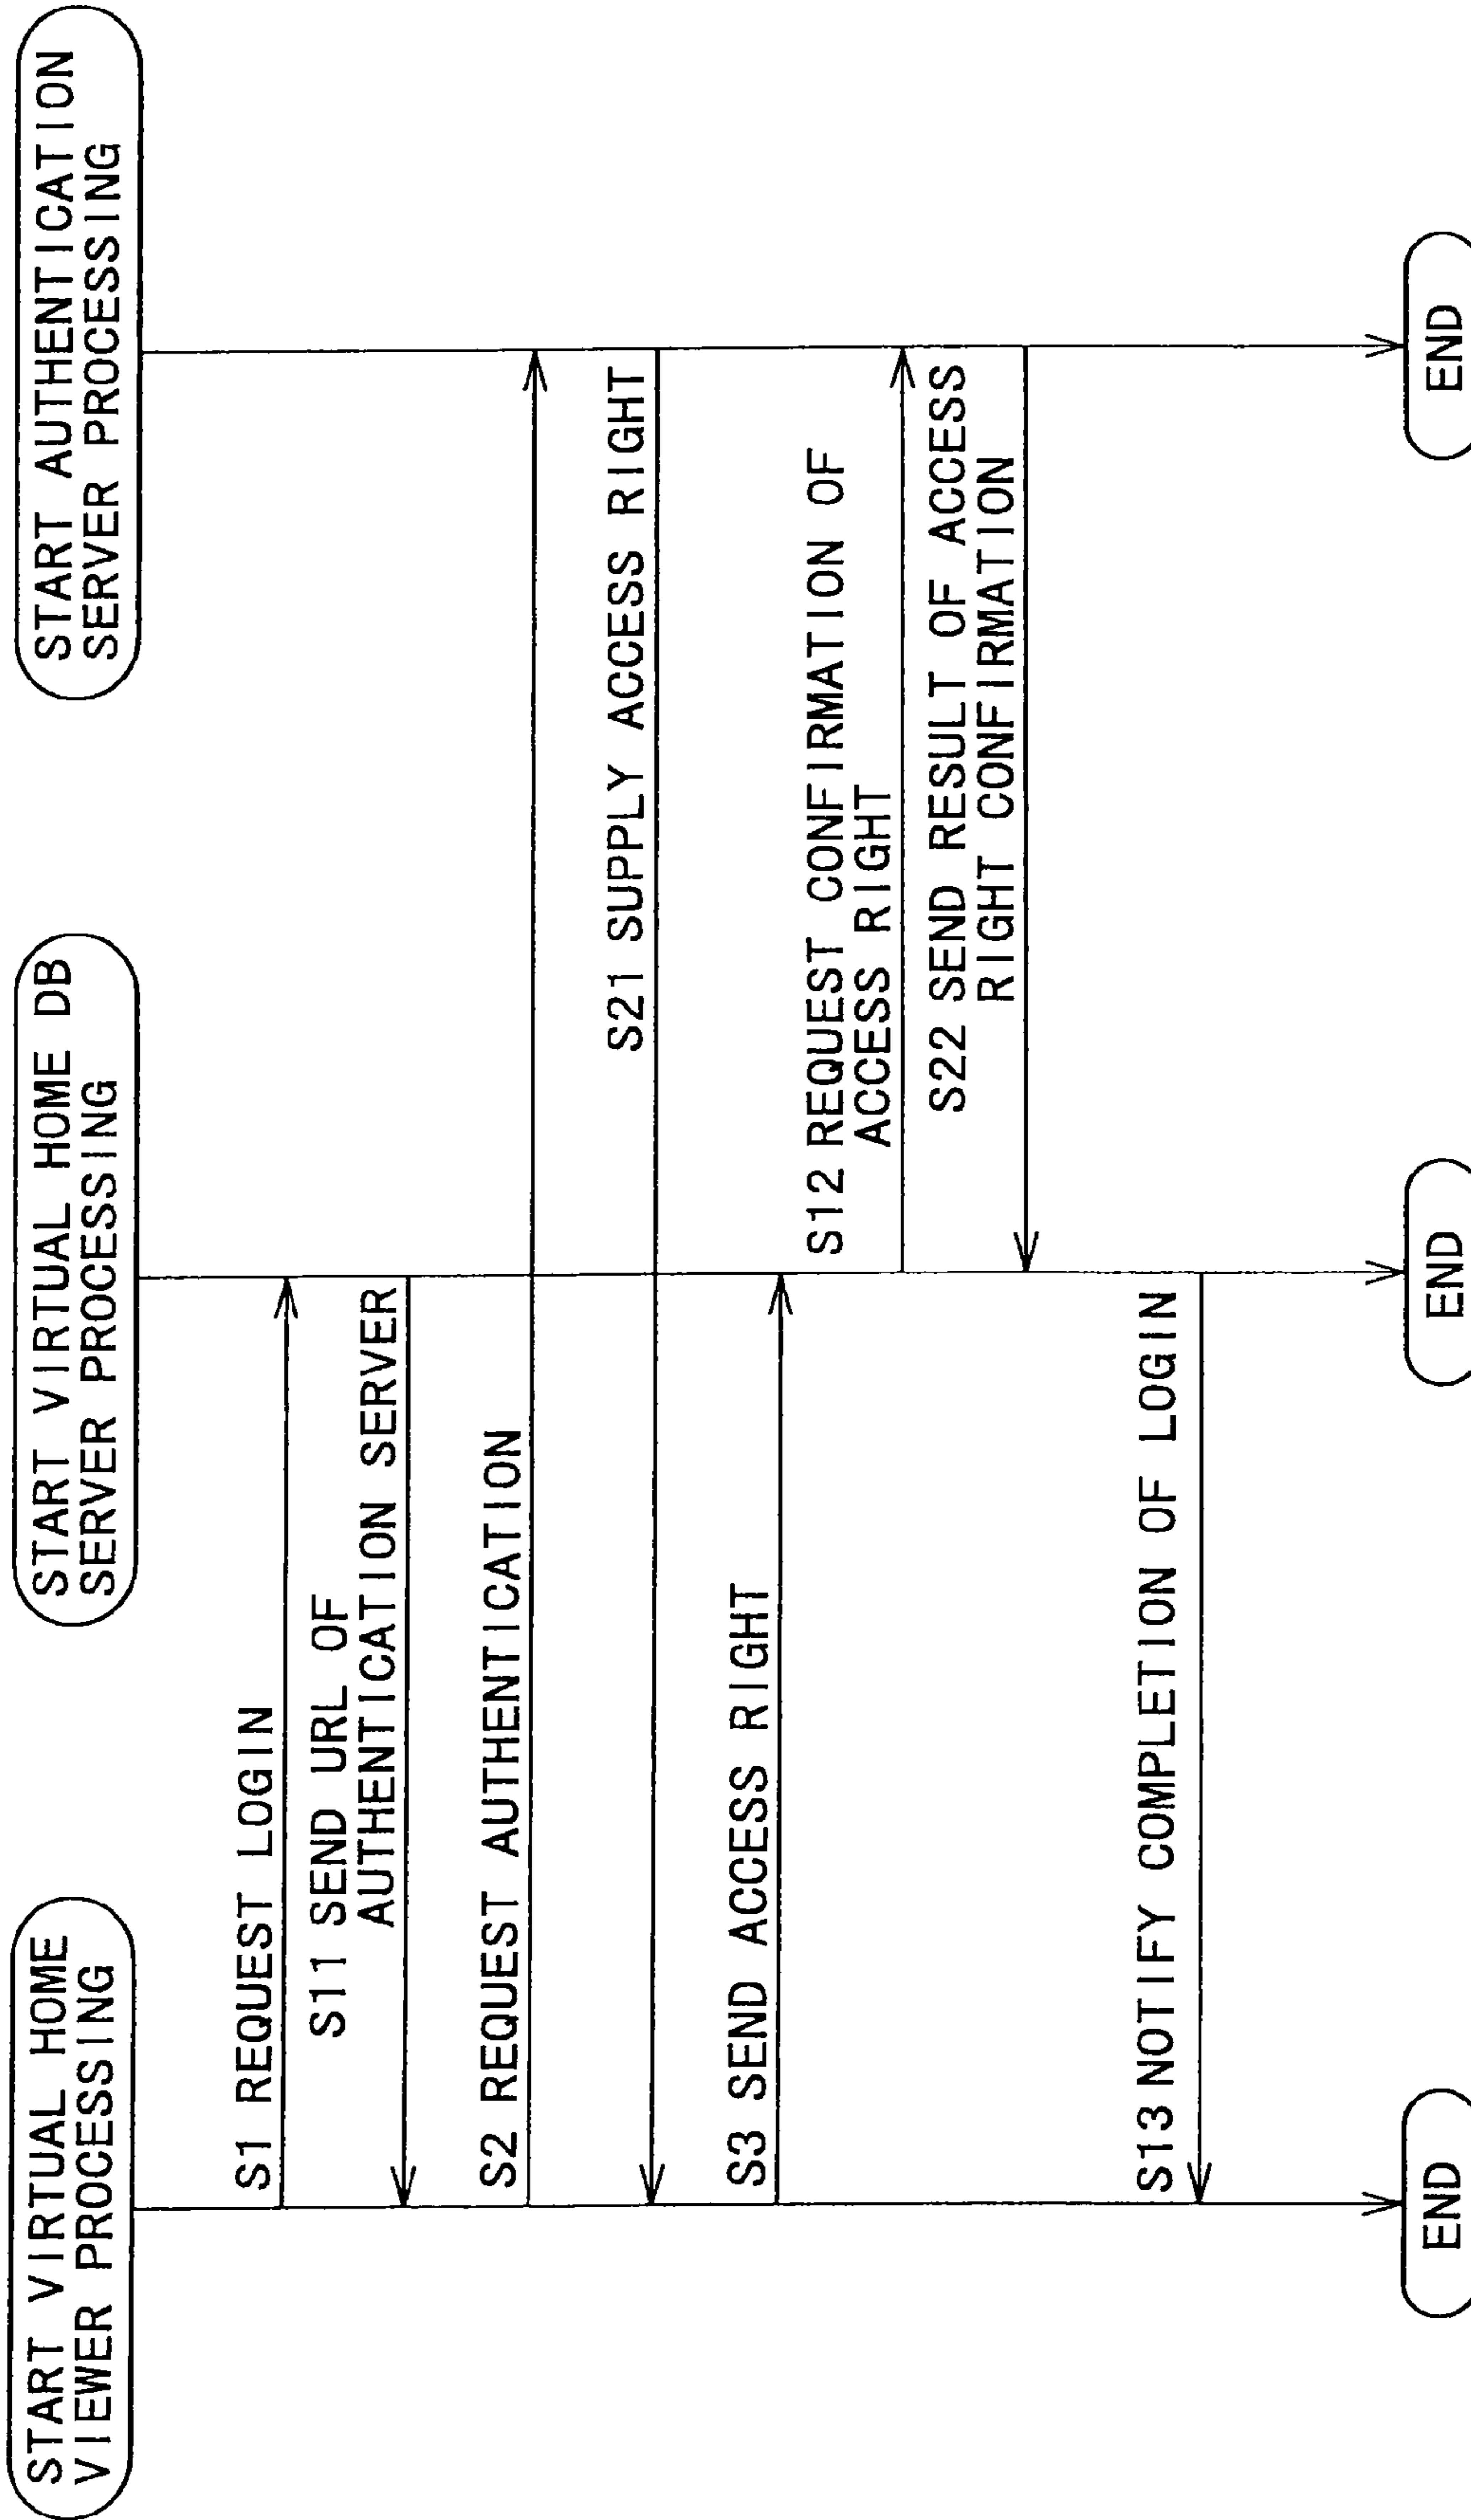 START VIRTUAL HOME
VIEWER PROCESSING
START VIRTUAL HOME DB
SERVER PROCESSING
START AUTHENTICATION
SERVER PROCESSING
S1 REQUEST LOGIN
S11 SEND URL OF
AUTHENTICATION SERVER
S2 REQUEST AUTHENTICATION
S21 SUPPLY ACCESS RIGHT
S3 SEND ACCESS RIGHT
S12 REQUEST CONFIRMATION OF
ACCESS RIGHT
S22 SEND RESULT OF ACCESS
RIGHT CONFIRMATION
S13 NOTIFY COMPLETION OF LOGIN
END
END
END